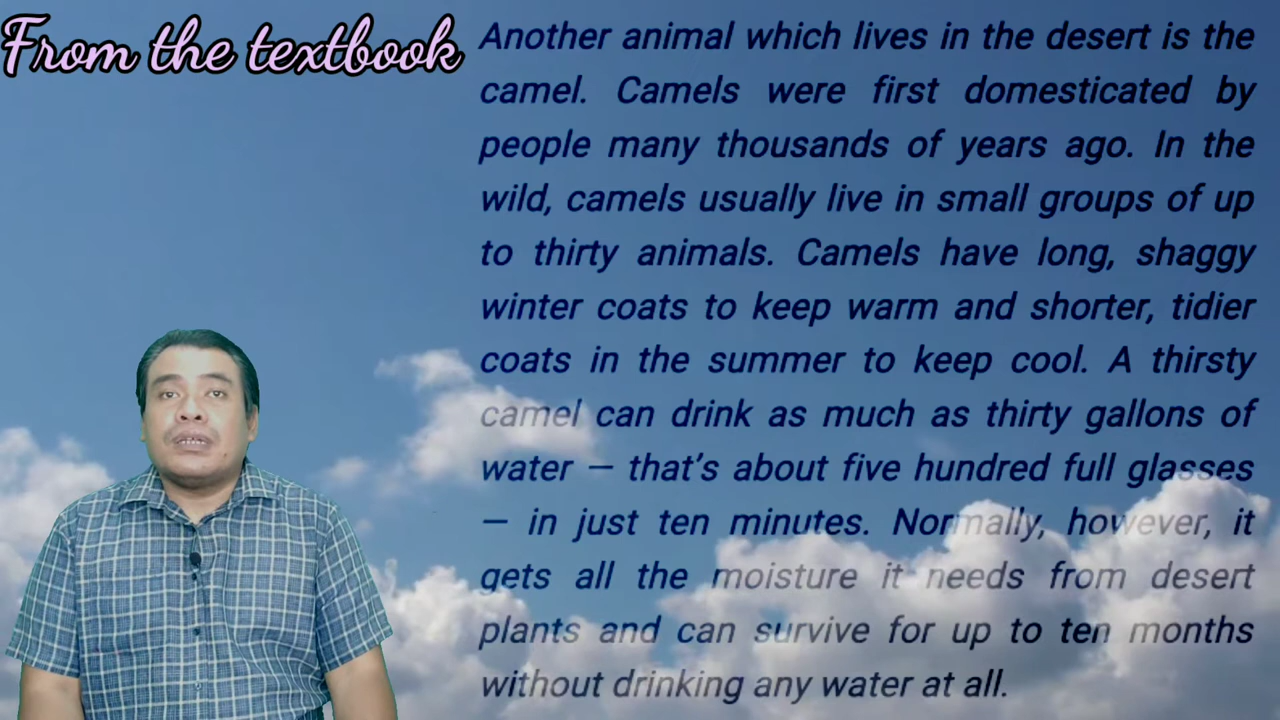 From the textbook
Another animal which lives in the desert is the
camel. Camels were first domesticated by
people many thousands of years ago. In the
wild, camels usually live in small groups of up
to thirty animals. Camels have long, shaggy
winter coats to keep warm and shorter, tidier
coats in the summer to keep cool. A thirsty
camel can drink as much as thirty gallons of
water – that's about five hundred full glasses
– in just ten minutes. Normally, however, it
gets all the moisture it needs from desert
plants and can survive for up to ten months
without drinking any water at all.